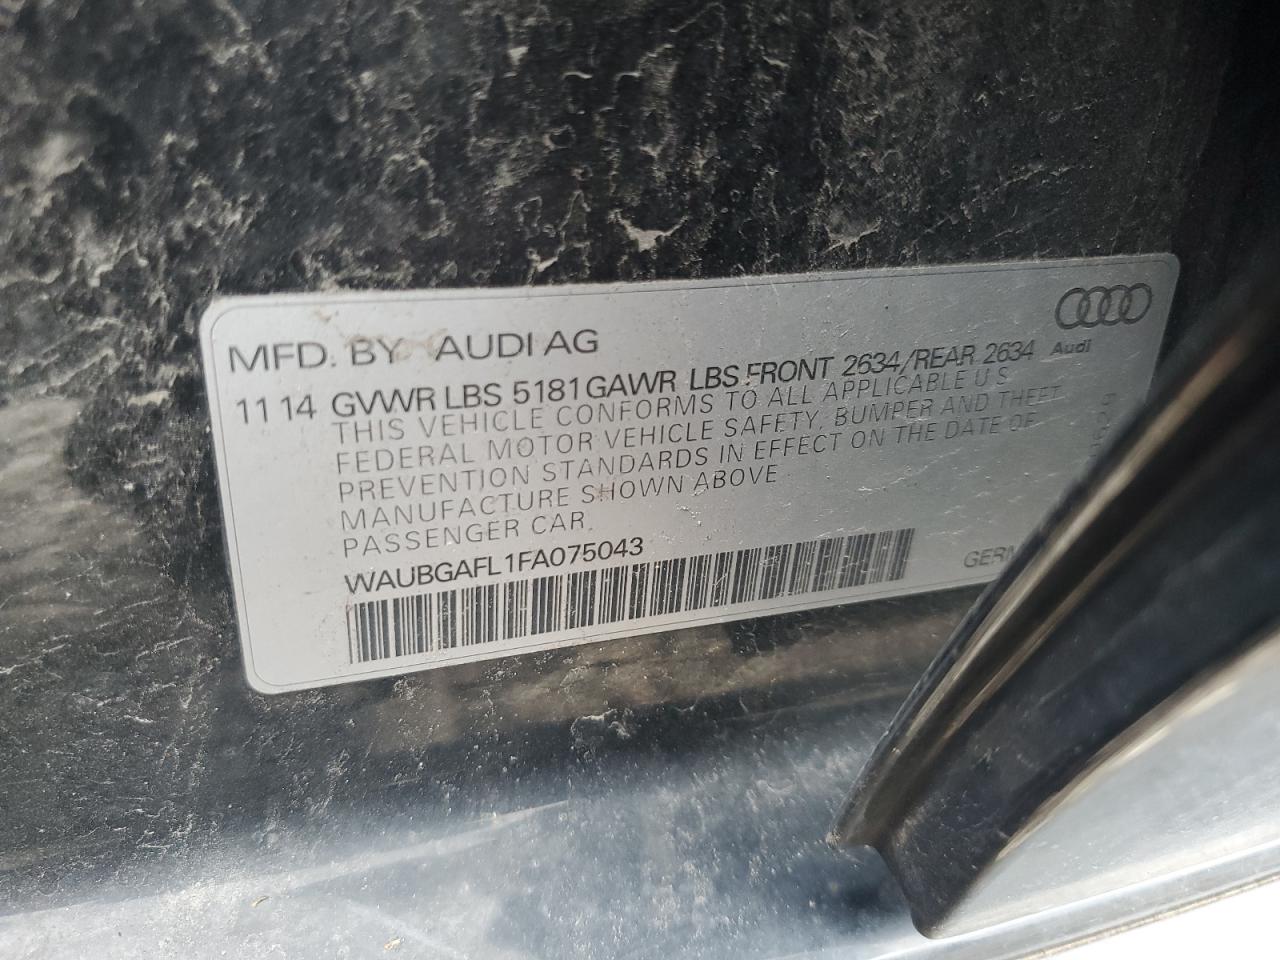 MFD. BY AUDI AG
Audi
11 14 GVWR LBS 5181 GAWR LBS.FRONT 2634/REAR 2634
THIS VEHICLE CONFORMS TO ALL APPLICABLE U S
FEDERAL MOTOR VEHICLE SAFETY, BUMPER AND THEFT
PREVENTION STANDARDS IN EFFECT ON THE DATE OF
MANUFACTURE SHOWN ABOVE
PASSENGER CAR.
WAUBGAFL1FA075043